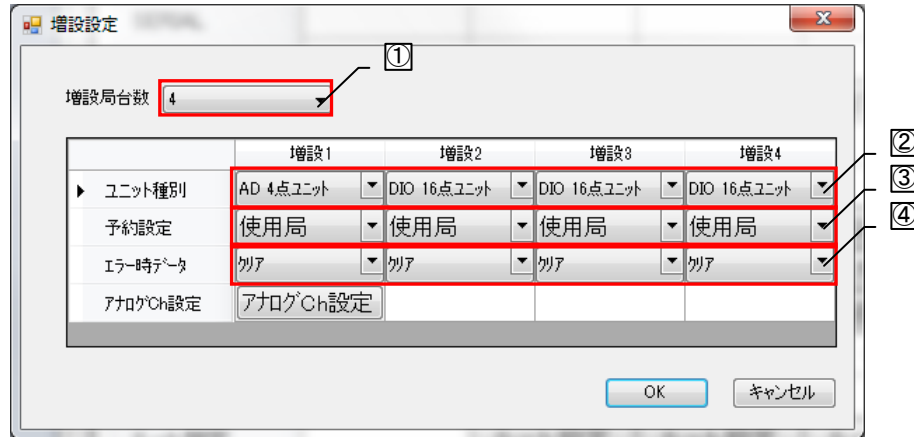 増設設定
①
増設局台数 4
増設1 増設2 増設3 増設4
②
ユニット種別 AD 4点ユニット DIO 16点ユニット DIO 16点ユニット DIO 16点ユニット
③
予約設定 使用局 使用局 使用局 使用局
④
エラー時データ クリア クリア クリア クリア
アナログCh設定 アナログCh設定
OK キャンセル